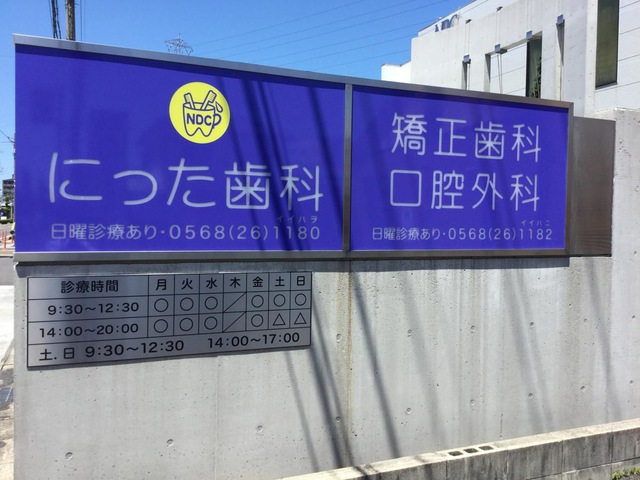 NDC
にった歯科
イイハヲ
日曜診療あり・0568(26)1180
矯正歯科
口腔外科
イイハニ
日曜診療あり・0568(26)1182
診療時間 月 火 水 木 金 土 日
9:30～12:30 ○ ○ ○ ／ ○ ○ ○
14:00～20:00 ○ ○ ○ ／ ○ △ △
土.日 9:30～12:30 14:00～17:00